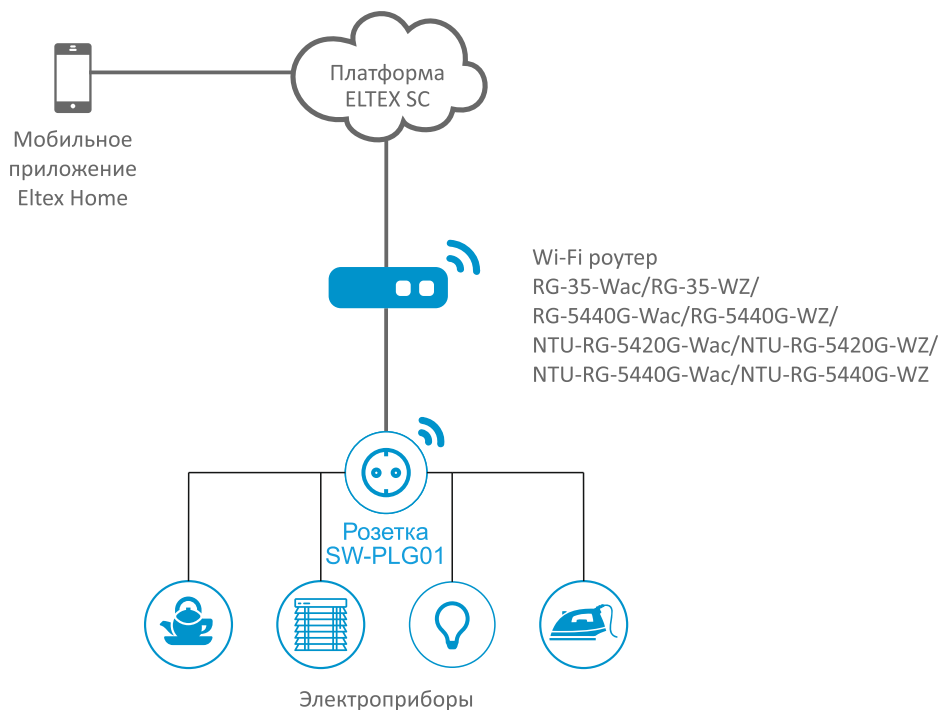 Платформа
ELTEX SC
Мобильное
приложение
Eltex Home
Wi-Fi роутер
RG-35-Wac/RG-35-WZ/
RG-5440G-Wac/RG-5440G-WZ/
NTU-RG-5420G-Wac/NTU-RG-5420G-WZ/
NTU-RG-5440G-Wac/NTU-RG-5440G-WZ
Розетка
SW-PLG01
Электроприборы